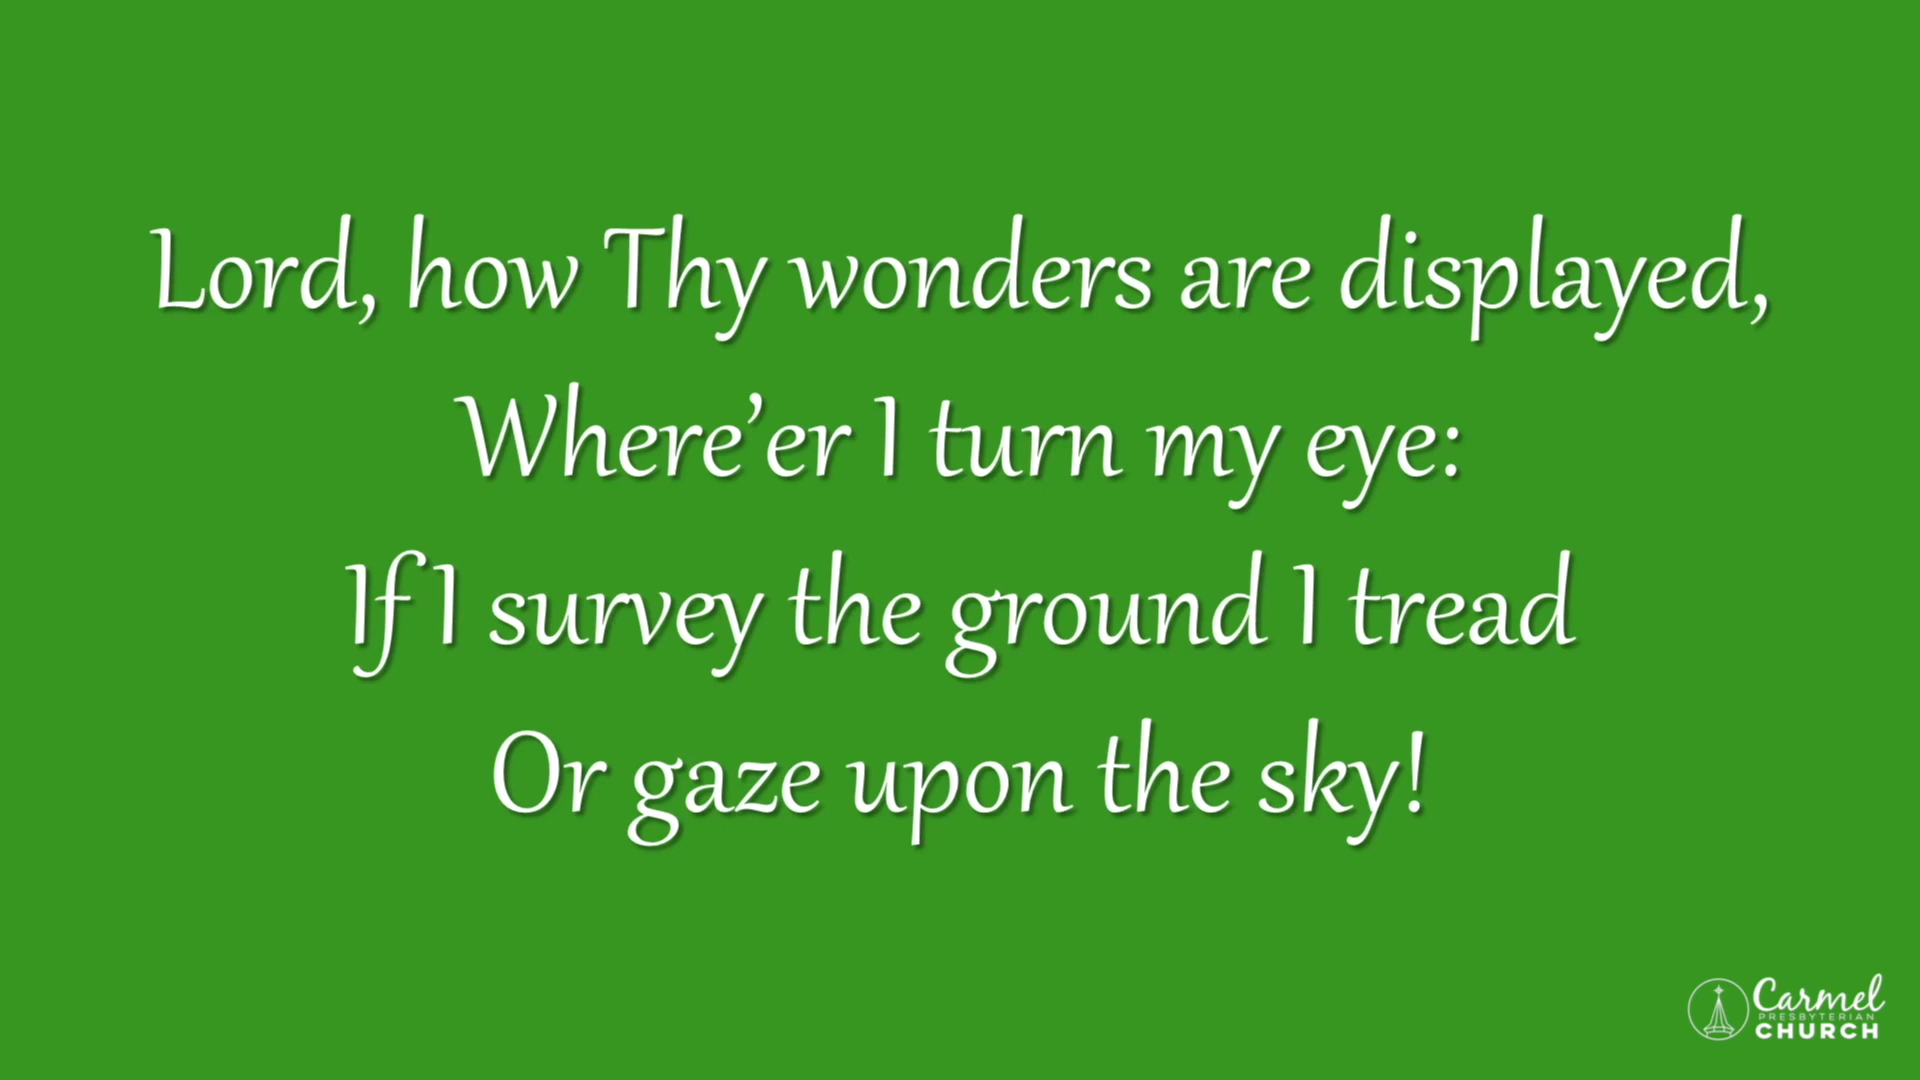 Lord, how Thy wonders are displayed,
Where’er I turn my eye:
If I survey the ground I tread
Or gaze upon the sky!
Carmel
PRESBYTERIAN
CHURCH